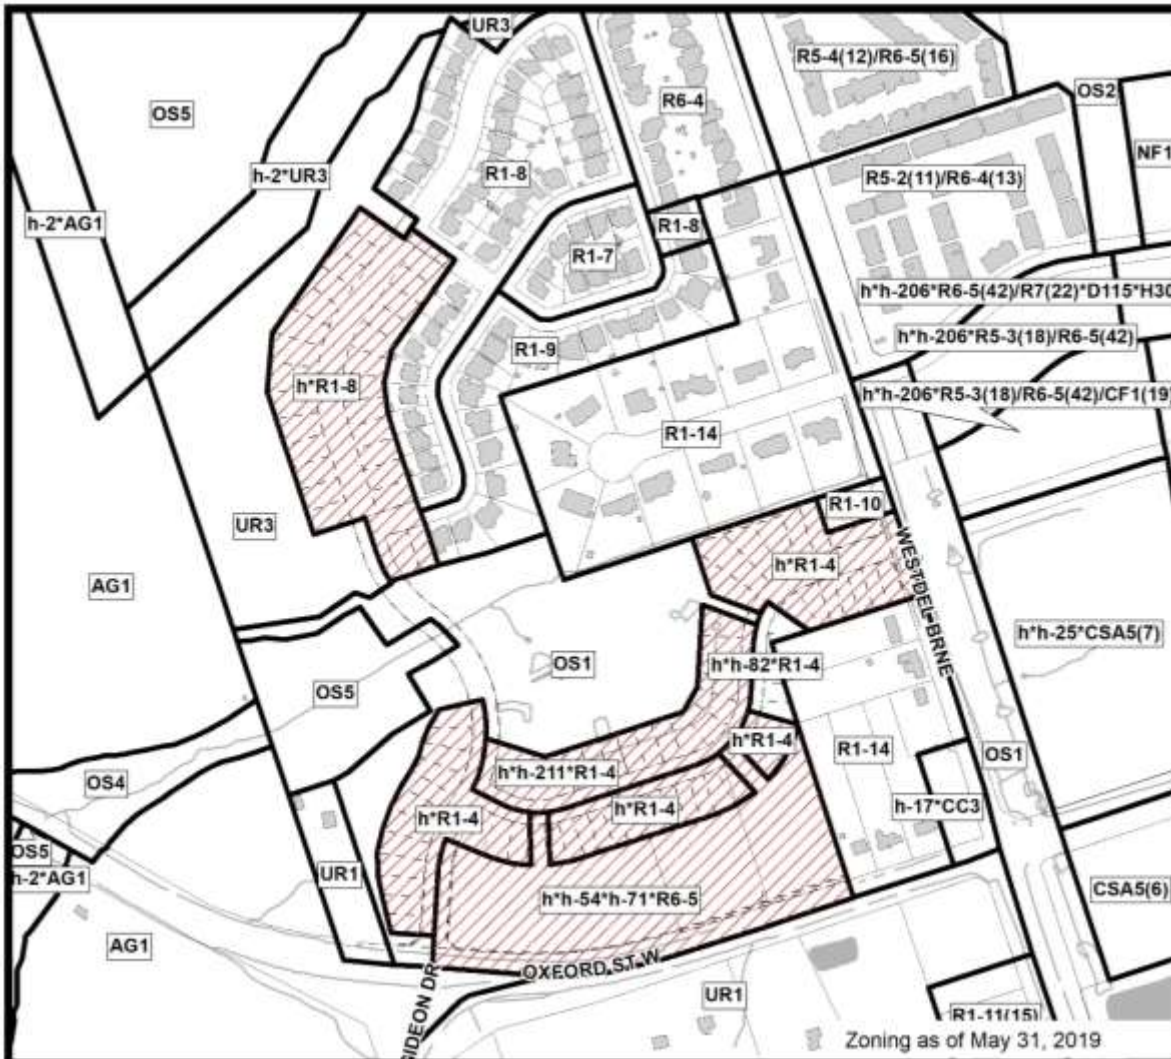 UR3
R5-4(12)/R6-5(16)
OS5
R6-4
OS2
NF1
h-2*UR3
R1-8
R5-2(11)/R6-4(13)
h-2*AG1
R1-8
R1-7
h*h-206*R6-5(42)/R7(22)*D115*H30
h*h-206*R5-3(18)/R6-5(42)
R1-9
h*R1-8
h*h-206*R5-3(18)/R6-5(42)/CF1(19)
R1-14
R1-10
UR3
WESTDEL BRNE
h*R1-4
AG1
h*h-25*CSA5(7)
OS1
h*h-82*R1-4
OS5
h*R1-4
R1-14
OS1
h*h-211*R1-4
OS4
h*R1-4
h*R1-4
h-17*CC3
OS5
h-2*AG1
UR1
h*h-54*h-71*R6-5
CSA5(6)
AG1
OXFORD ST W
GIDEON DR
UR1
R1-11(15)
Zoning as of May 31, 2019